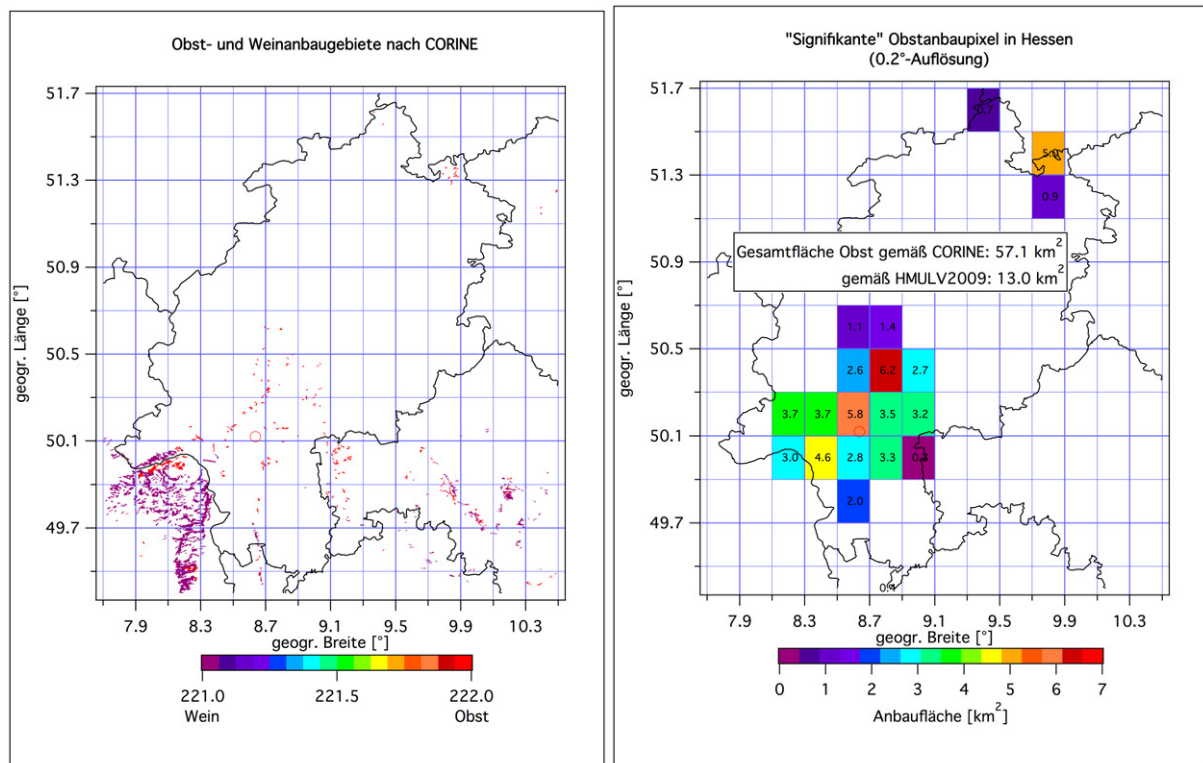 Obst- und Weinanbaugebiete nach CORINE
51.7
51.3
50.9
50.5
50.1
49.7
geogr. Länge [°]
7.9 8.3 8.7 9.1 9.5 9.9 10.3
geogr. Breite [°]
221.0 221.5 222.0
Wein Obst
"Signifikante" Obstanbaupixel in Hessen
(0.2°-Auflösung)
51.7
51.3
50.9
50.5
50.1
49.7
geogr. Länge [°]
0.7
0.9
Gesamtfläche Obst gemäß CORINE: 57.1 km²
gemäß HMULV2009: 13.0 km²
1.1 1.4
2.6 6.2 2.7
3.7 3.7 5.8 3.5 3.2
3.0 4.6 2.8 3.3
2.0
7.9 8.3 8.7 9.1 9.5 9.9 10.3
geogr. Breite [°]
0 1 2 3 4 5 6 7
Anbaufläche [km²]